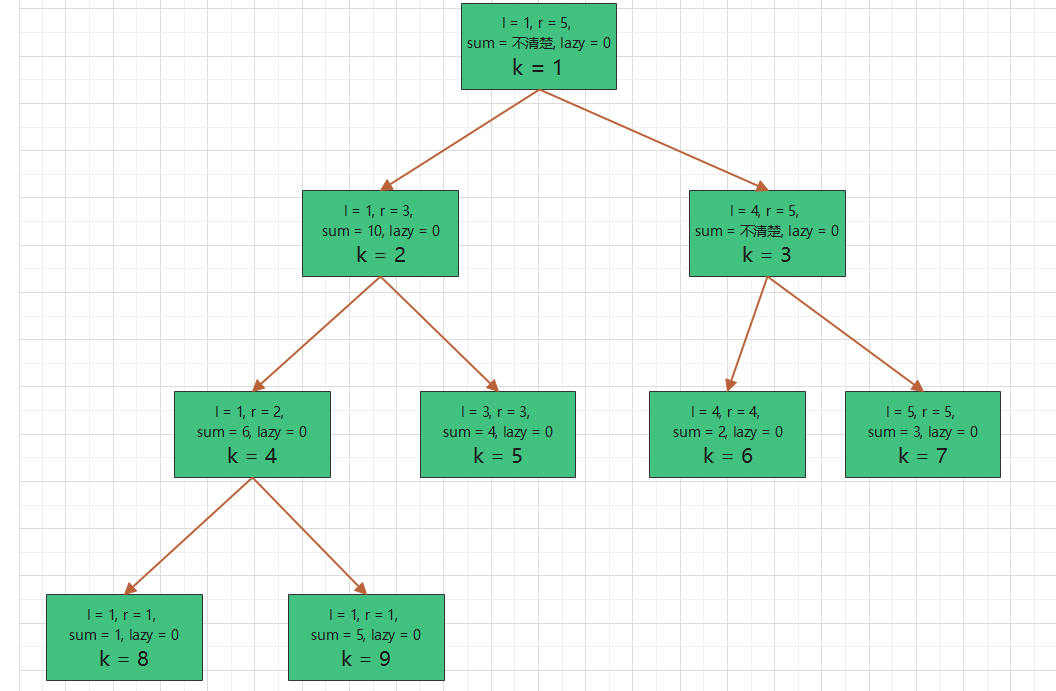 l = 1, r = 5,
sum = 不清楚, lazy = 0
k = 1
l = 1, r = 3,
sum = 10, lazy = 0
k = 2
l = 4, r = 5,
sum = 不清楚, lazy = 0
k = 3
l = 1, r = 2,
sum = 6, lazy = 0
k = 4
l = 3, r = 3,
sum = 4, lazy = 0
k = 5
l = 4, r = 4,
sum = 2, lazy = 0
k = 6
l = 5, r = 5,
sum = 3, lazy = 0
k = 7
l = 1, r = 1,
sum = 1, lazy = 0
k = 8
l = 1, r = 1,
sum = 5, lazy = 0
k = 9